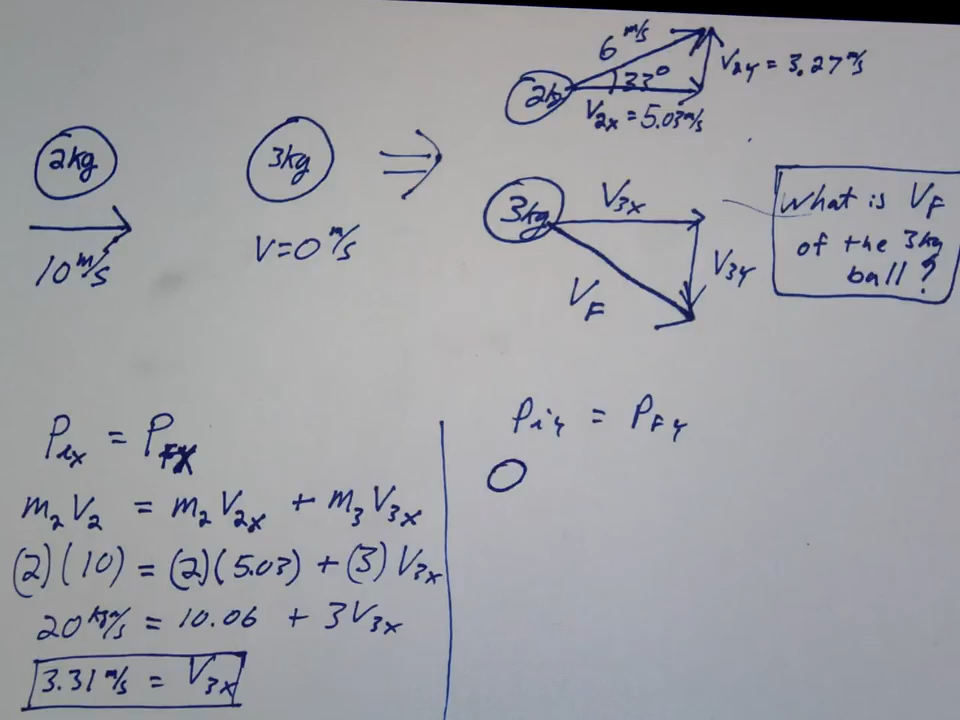 6 m/s
V2y = 3.27 m/s
2kg
33°
V2x = 5.03 m/s
2kg
3kg
⇒
10 m/s
V=0 m/s
3kg
V3x
V3y
VF
What is VF
of the 3kg
ball?
Pix = PFx
m2V2 = m2V2x + m3V3x
(2)(10) = (2)(5.03) + (3)V3x
20 kgm/s = 10.06 + 3V3x
3.31 m/s = V3x
Piy = PFy
O